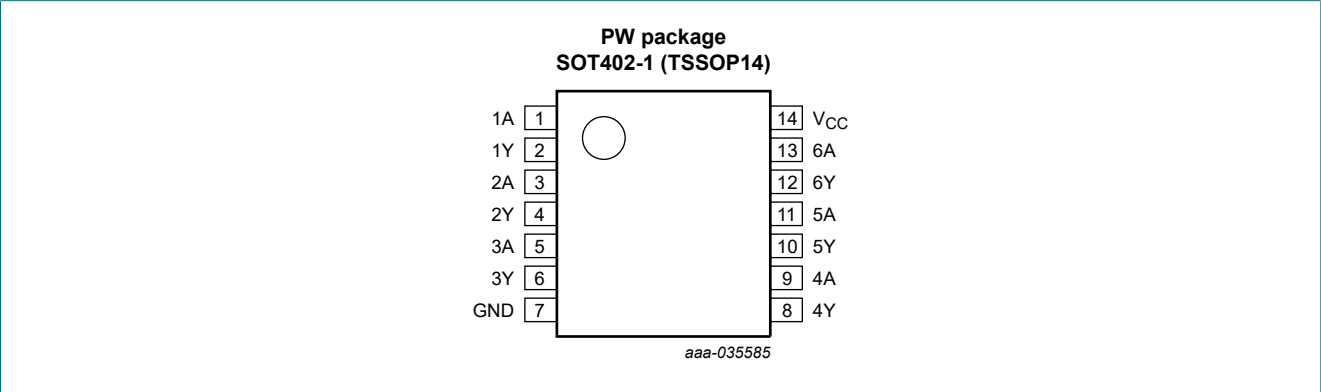 PW package
SOT402-1 (TSSOP14)
1A 1 14 VCC
1Y 2 13 6A
2A 3 12 6Y
2Y 4 11 5A
3A 5 10 5Y
3Y 6 9 4A
GND 7 8 4Y
aaa-035585